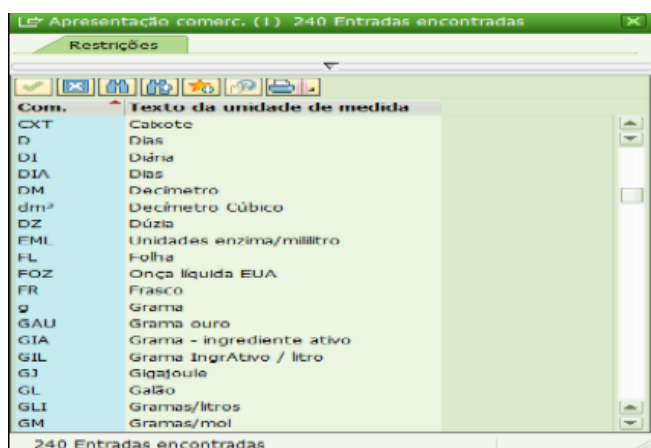 Apresentação comerc. (1) 240 Entradas encontradas
Restrições
Com. Texto da unidade de medida
CXT Caixote
D Dias
DI Diária
DIA Dias
DM Decímetro
dm³ Decímetro Cúbico
DZ Dúzia
EML Unidades enzima/mililitro
FL Folha
FOZ Onça líquida EUA
FR Frasco
g Grama
GAU Grama ouro
GIA Grama - ingrediente ativo
GIL Grama IngrAtivo / litro
GJ Gigajoule
GL Galão
GLI Gramas/litros
GM Gramas/mol
240 Entradas encontradas